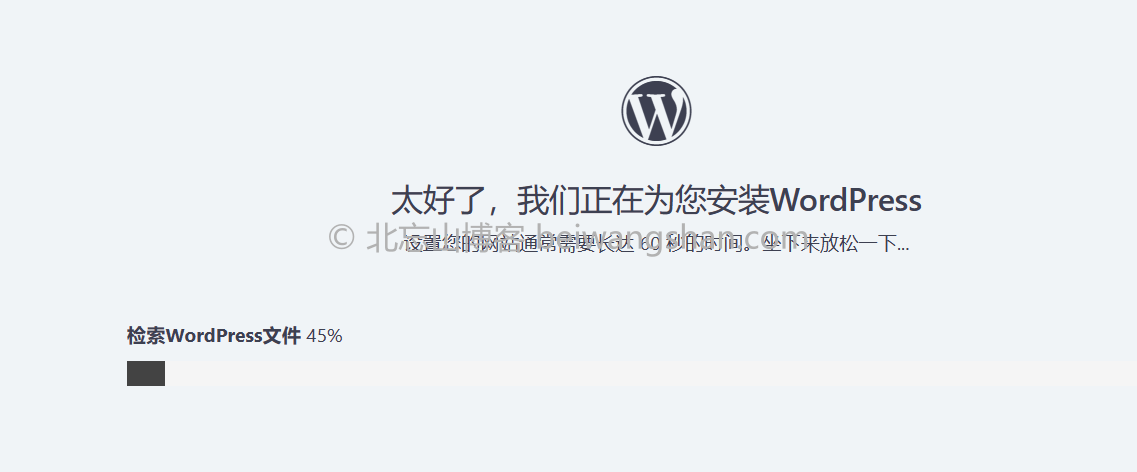 太好了，我们正在为您安装WordPress
设置您的网站通常需要长达 60 秒的时间。坐下来放松一下...
© 北忘山博客 beiwangshan.com
检索WordPress文件 45%